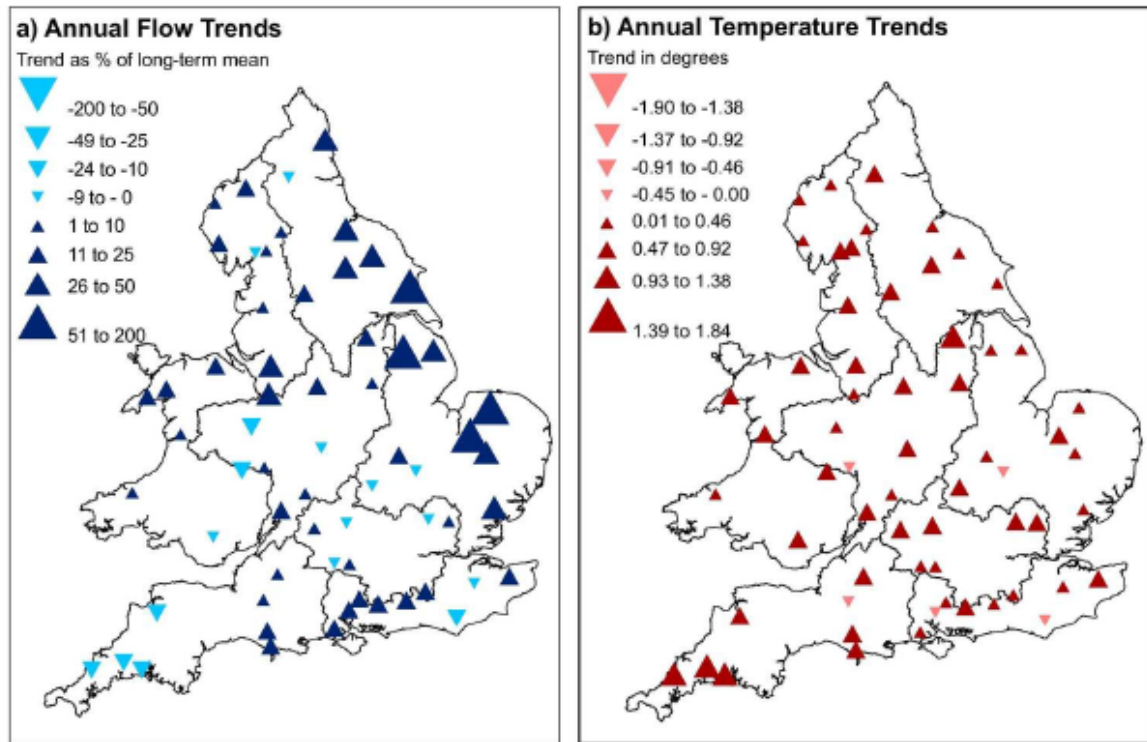 a) Annual Flow Trends
Trend as % of long-term mean
-200 to -50
-49 to -25
-24 to -10
-9 to - 0
1 to 10
11 to 25
26 to 50
51 to 200
b) Annual Temperature Trends
Trend in degrees
-1.90 to -1.38
-1.37 to -0.92
-0.91 to -0.46
-0.45 to - 0.00
0.01 to 0.46
0.47 to 0.92
0.93 to 1.38
1.39 to 1.84